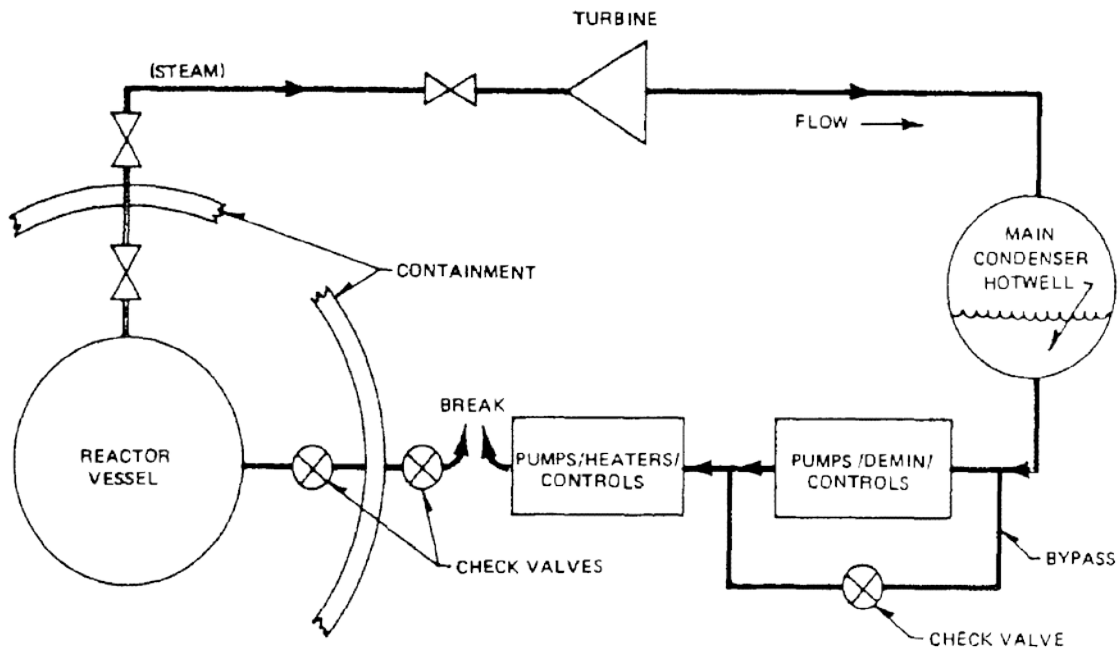 TURBINE
(STEAM)
FLOW
MAIN
CONDENSER
HOTWELL
CONTAINMENT
BREAK
REACTOR
VESSEL
PUMPS/HEATERS/
CONTROLS
PUMPS/DEMIN/
CONTROLS
BYPASS
CHECK VALVES
CHECK VALVE